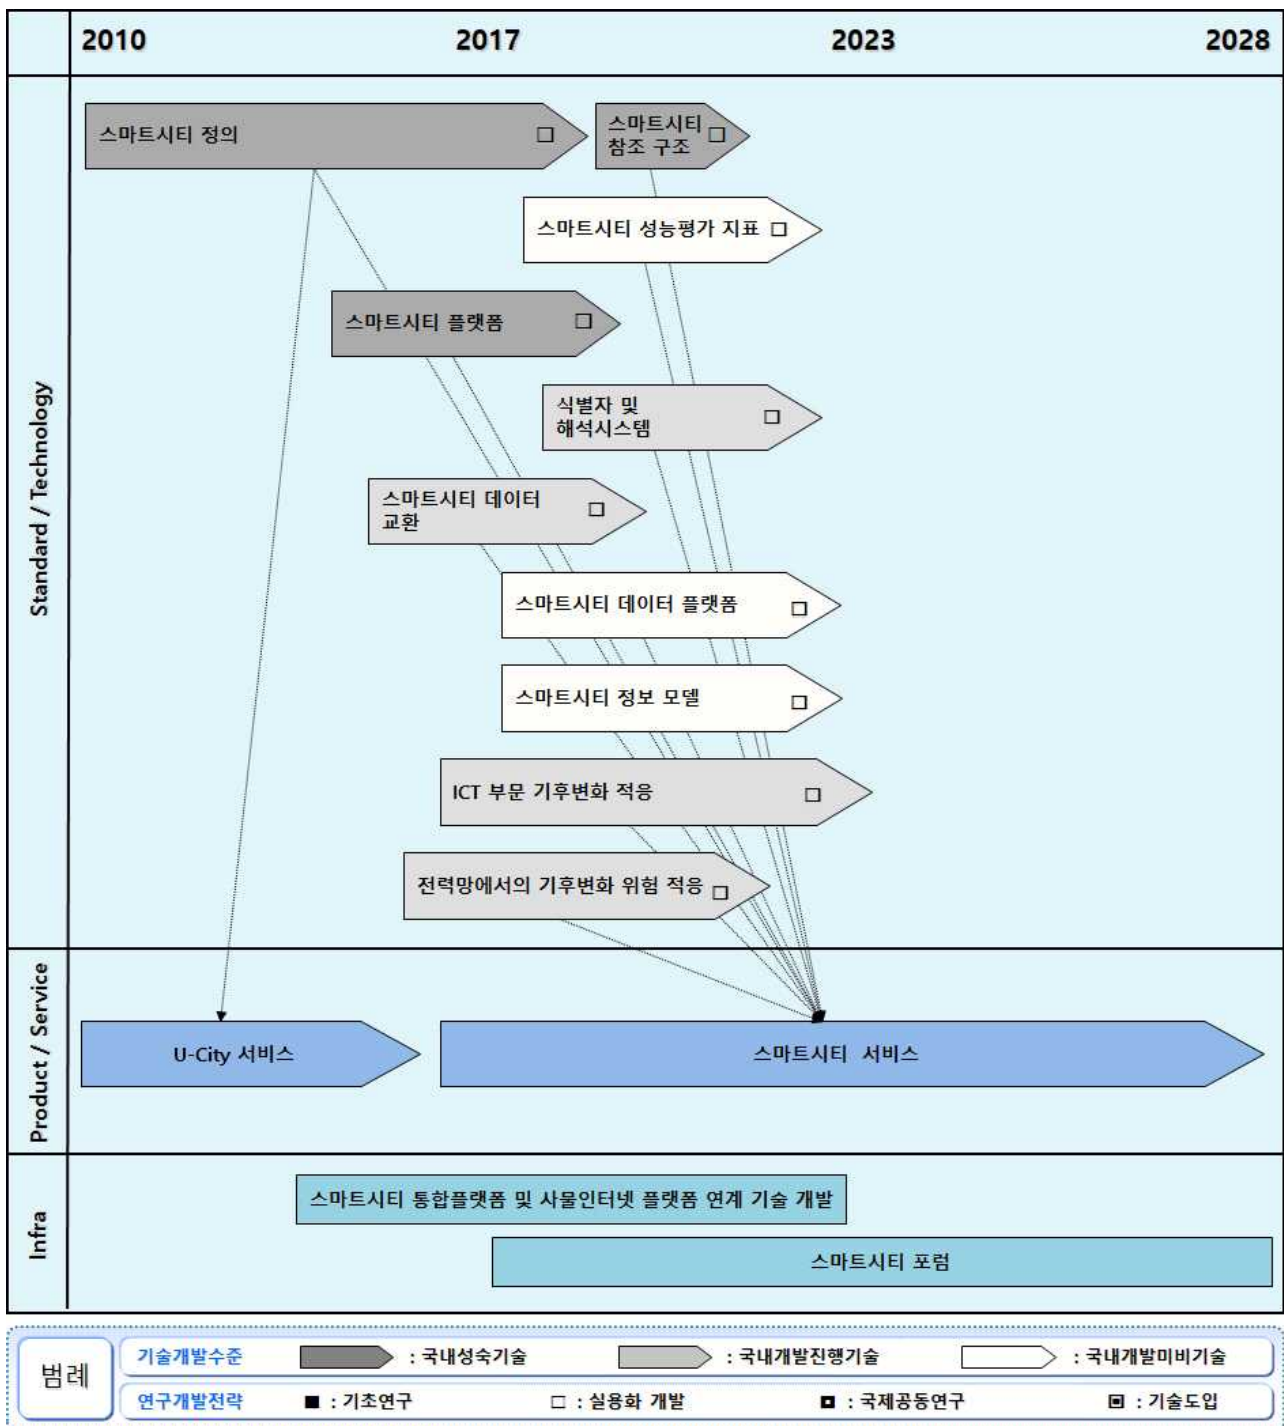 2010 2017 2023 2028
Standard / Technology
스마트시티 정의 □
스마트시티
참조 구조 □
스마트시티 성능평가 지표 □
스마트시티 플랫폼 □
식별자 및
해석시스템 □
스마트시티 데이터
교환 □
스마트시티 데이터 플랫폼 □
스마트시티 정보 모델 □
ICT 부문 기후변화 적응 □
전력망에서의 기후변화 위험 적응 □
Product / Service
U-City 서비스
스마트시티 서비스
Infra
스마트시티 통합플랫폼 및 사물인터넷 플랫폼 연계 기술 개발
스마트시티 포럼
범례
기술개발수준 : 국내성숙기술 : 국내개발진행기술 : 국내개발미비기술
연구개발전략 ■ : 기초연구 □ : 실용화 개발 ◘ : 국제공동연구 ▣ : 기술도입